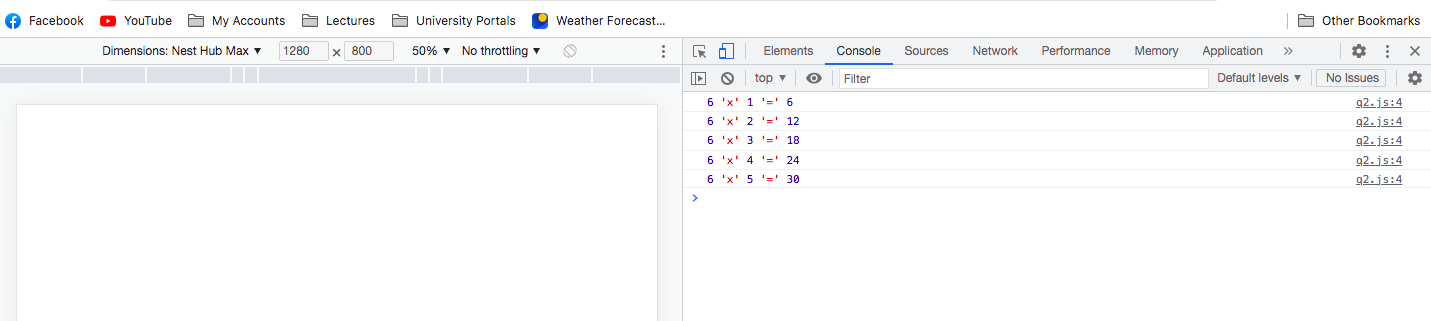 Facebook YouTube My Accounts Lectures University Portals Weather Forecast... Other Bookmarks
Dimensions: Nest Hub Max ▼ 1280 × 800 50% ▼ No throttling ▼
Elements Console Sources Network Performance Memory Application »
top ▼ Filter Default levels ▼ No Issues
6 'x' 1 '=' 6 q2.js:4
6 'x' 2 '=' 12 q2.js:4
6 'x' 3 '=' 18 q2.js:4
6 'x' 4 '=' 24 q2.js:4
6 'x' 5 '=' 30 q2.js:4